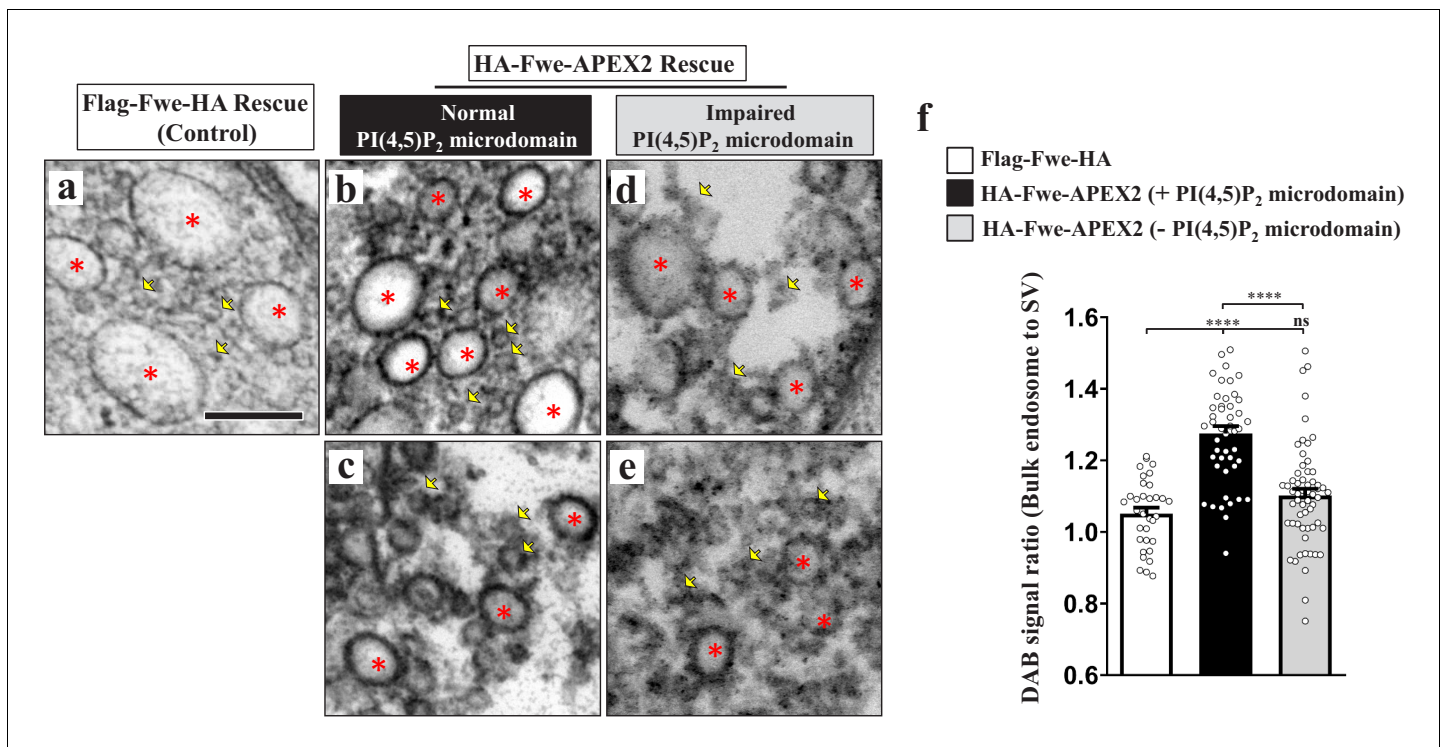 HA-Fwe-APEX2 Rescue
Flag-Fwe-HA Rescue
(Control)
Normal
PI(4,5)P2 microdomain
Impaired
PI(4,5)P2 microdomain
a
*
*
*
*
b
*
*
*
*
*
*
*
d
*
*
*
*
c
*
*
*
e
*
*
*
f
Flag-Fwe-HA
HA-Fwe-APEX2 (+ PI(4,5)P2 microdomain)
HA-Fwe-APEX2 (- PI(4,5)P2 microdomain)
DAB signal ratio (Bulk endosome to SV)
****
****
ns
1.6
1.4
1.2
1.0
0.8
0.6